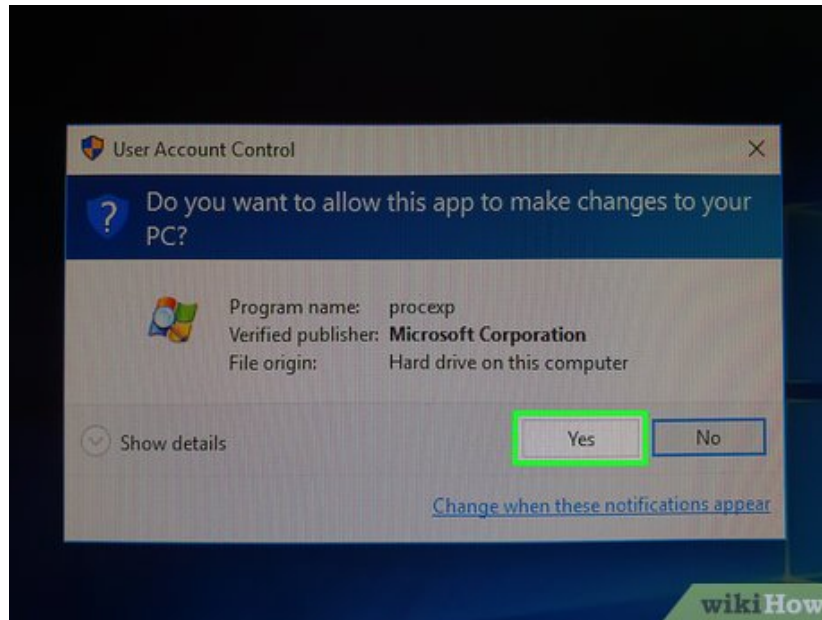 User Account Control
Do you want to allow this app to make changes to your
PC?
Program name: procexp
Verified publisher: Microsoft Corporation
File origin: Hard drive on this computer
Show details
Yes
No
Change when these notifications appear
wikiHow